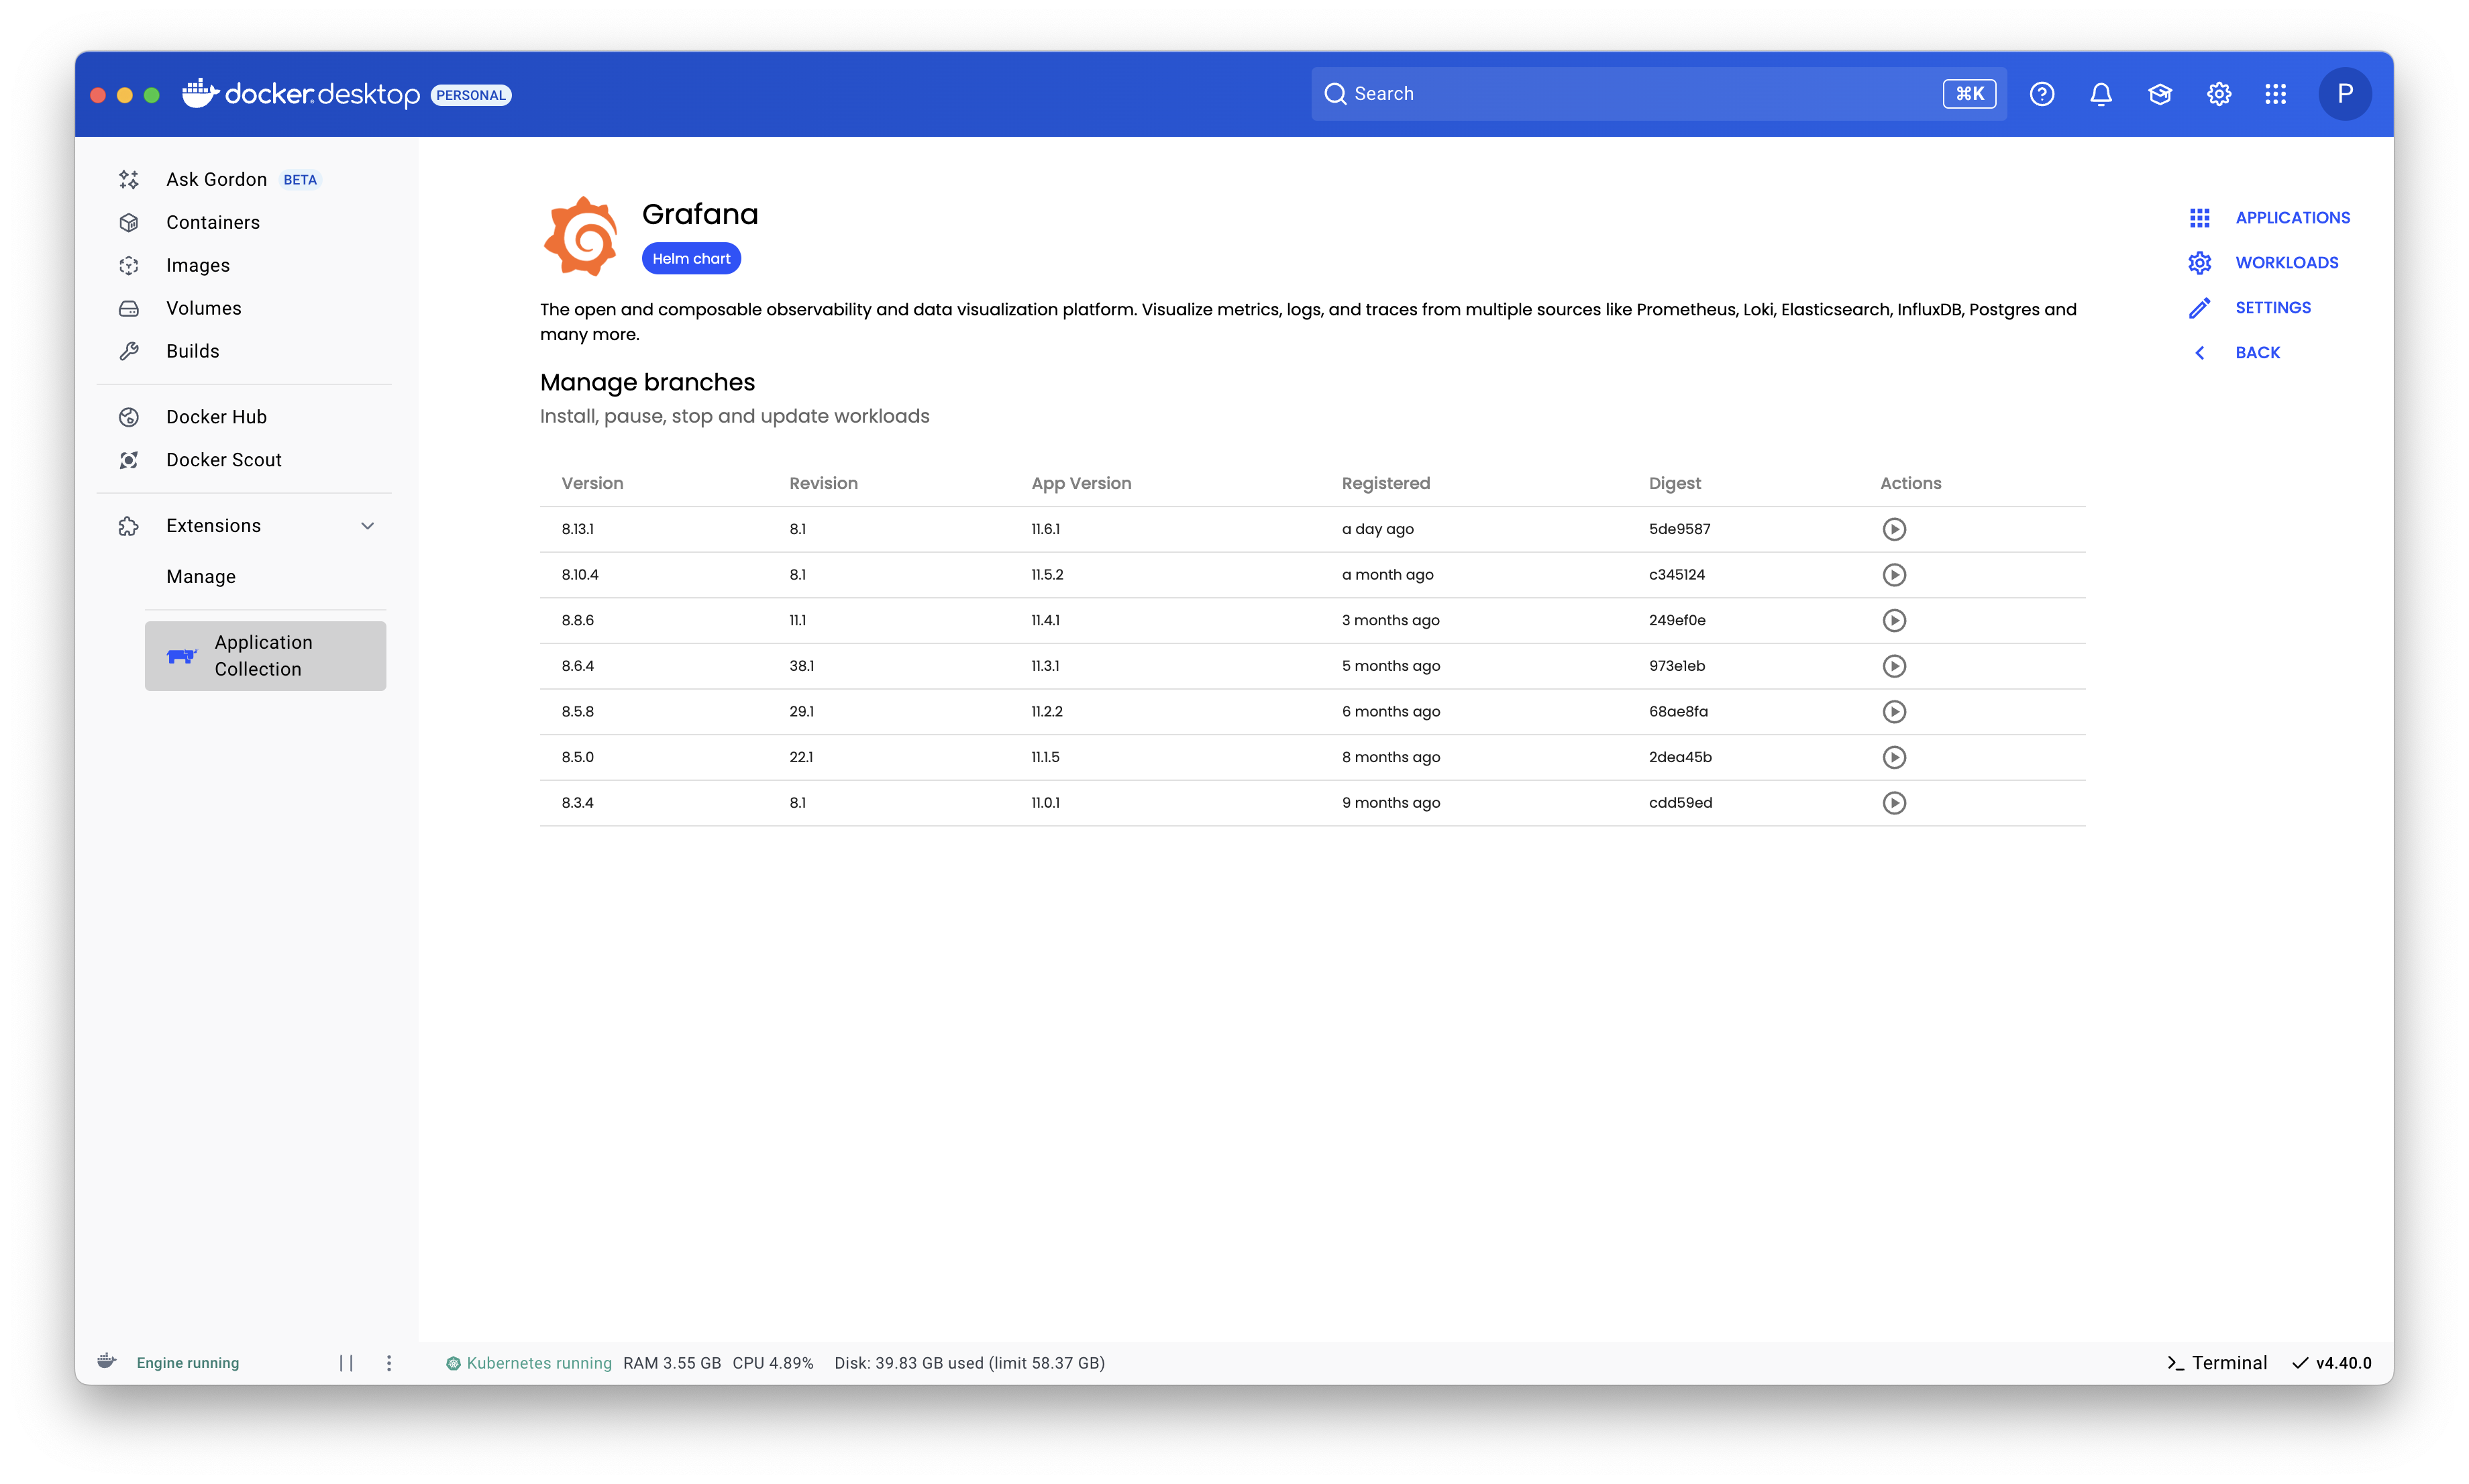 docker.desktop PERSONAL
Search ⌘K
P
Ask Gordon BETA
Containers
Images
Volumes
Builds
Docker Hub
Docker Scout
Extensions
Manage
Application
Collection
Grafana
Helm chart
The open and composable observability and data visualization platform. Visualize metrics, logs, and traces from multiple sources like Prometheus, Loki, Elasticsearch, InfluxDB, Postgres and
many more.
Manage branches
Install, pause, stop and update workloads
Version Revision App Version Registered Digest Actions
8.13.1 8.1 11.6.1 a day ago 5de9587
8.10.4 8.1 11.5.2 a month ago c345124
8.8.6 11.1 11.4.1 3 months ago 249ef0e
8.6.4 38.1 11.3.1 5 months ago 973e1eb
8.5.8 29.1 11.2.2 6 months ago 68ae8fa
8.5.0 22.1 11.1.5 8 months ago 2dea45b
8.3.4 8.1 11.0.1 9 months ago cdd59ed
APPLICATIONS
WORKLOADS
SETTINGS
BACK
Engine running
Kubernetes running RAM 3.55 GB CPU 4.89% Disk: 39.83 GB used (limit 58.37 GB)
Terminal v4.40.0